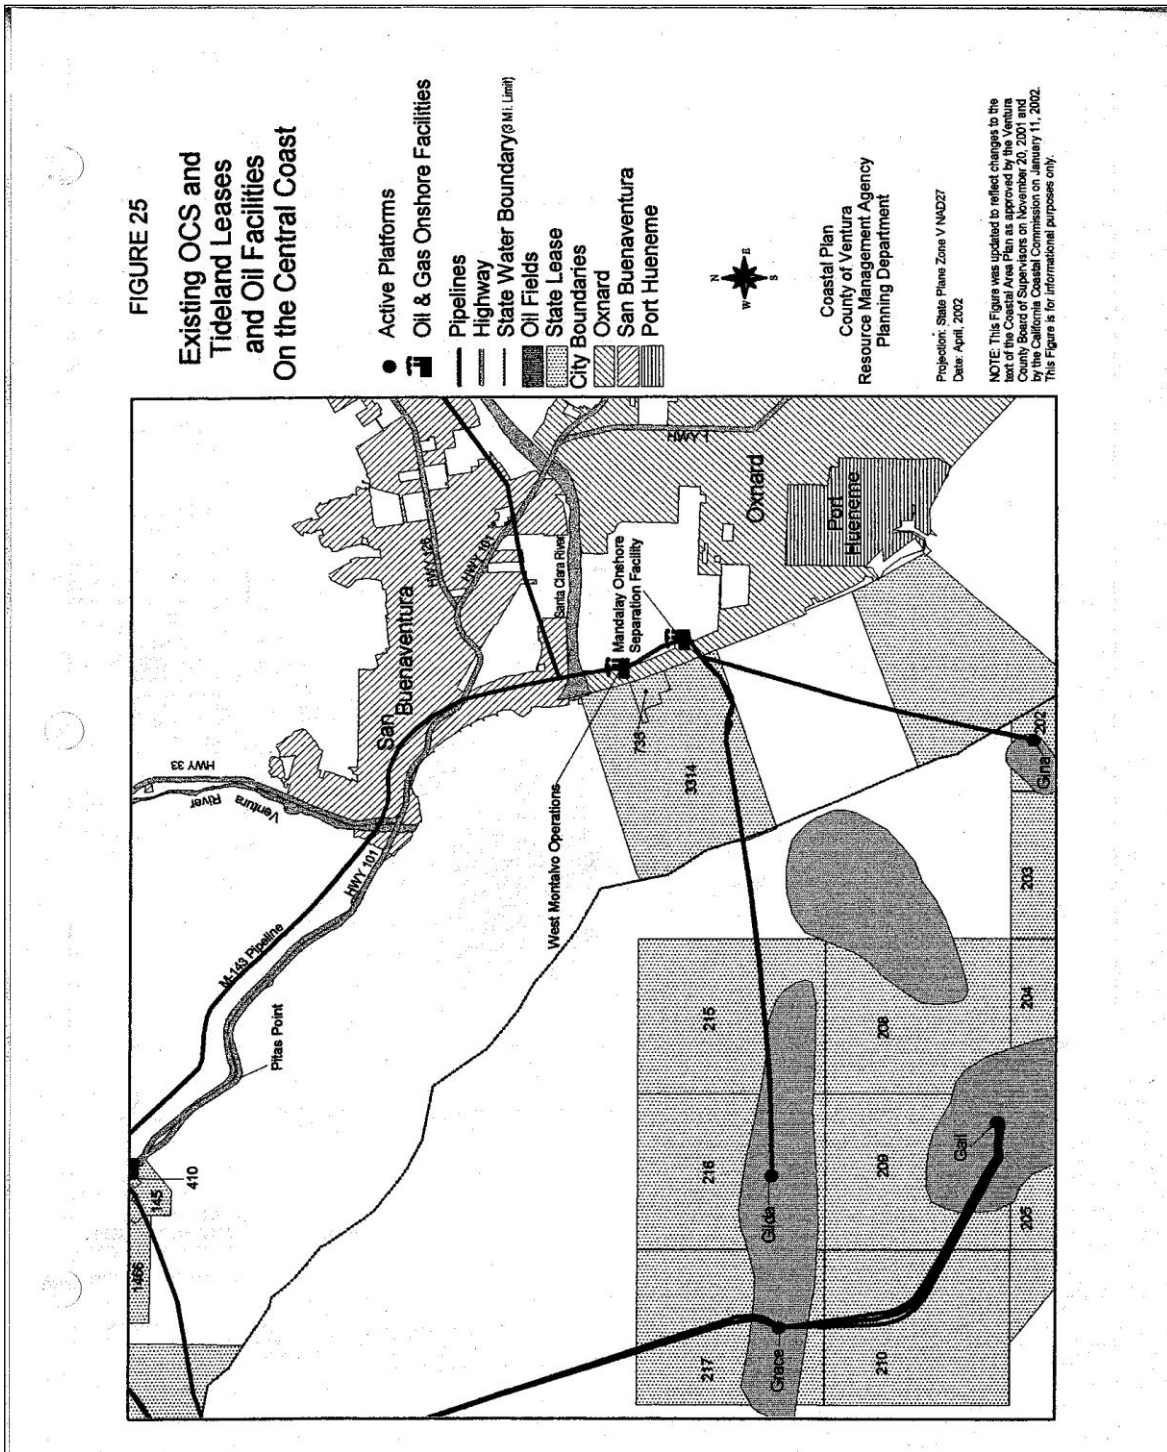 FIGURE 25
Existing OCS and
Tideland Leases
and Oil Facilities
On the Central Coast
Active Platforms
Oil & Gas Onshore Facilities
Pipelines
Highway
State Water Boundary (3 Mi. Limit)
Oil Fields
State Lease
City Boundaries
Oxnard
San Buenaventura
Port Hueneme
N
E
S
W
Coastal Plan
County of Ventura
Resource Management Agency
Planning Department
Projection: State Plane Zone V NAD27
Date: April, 2002
NOTE: This Figure was updated to reflect changes to the
text of the Coastal Area Plan as approved by the Ventura
County Board of Supervisors on November 20, 2001 and
by the California Coastal Commission on January 11, 2002.
This Figure is for informational purposes only.
1466
145
410
Pitas Point
M-143 Pipeline
HWY 101
Ventura
River
HWY 33
San
Buenaventura
HWY 126
HWY 101
Santa Clara River
HWY 1
Mandalay Onshore
Separation Facility
West Montalvo Operations
735
3314
Oxnard
Port
Hueneme
217
216
215
Grace
Gilda
210
209
208
Gail
205
204
203
Gina
202